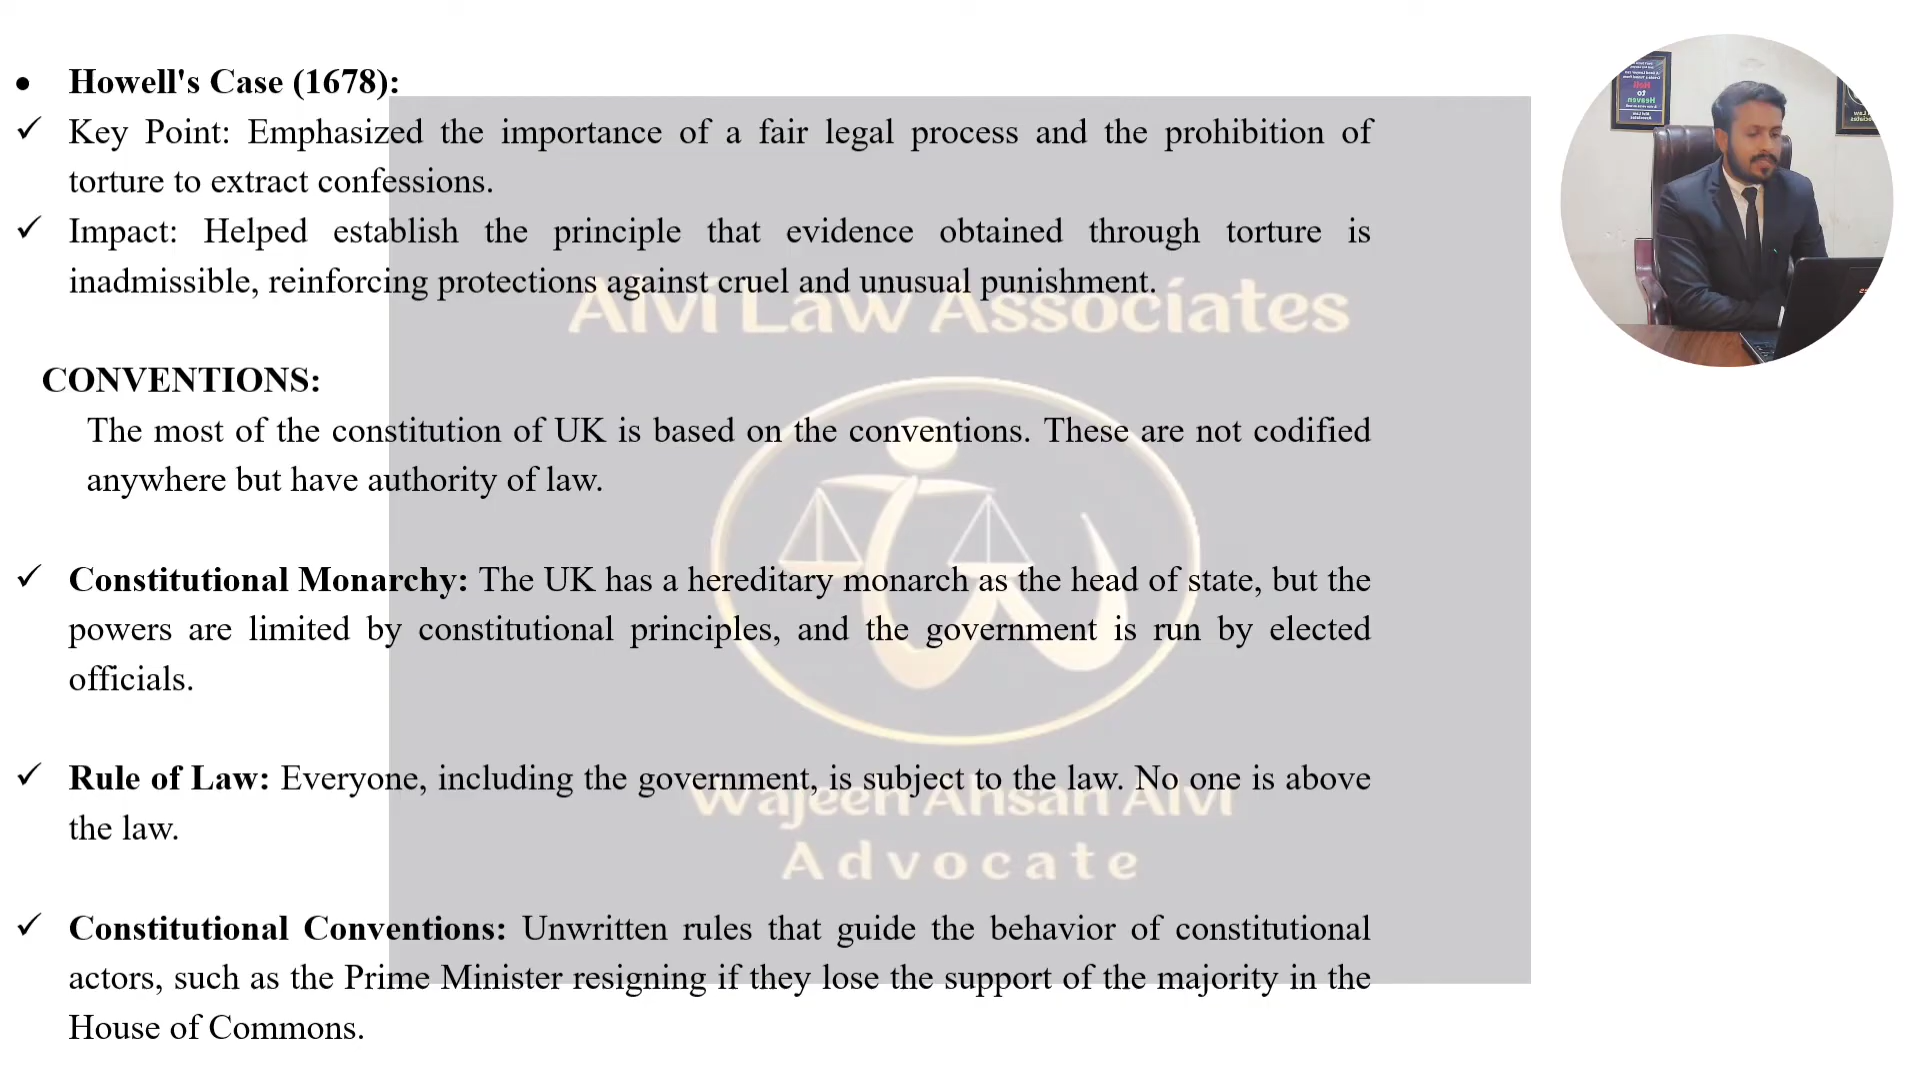 Howell's Case (1678):
Key Point: Emphasized the importance of a fair legal process and the prohibition of
torture to extract confessions.
Impact: Helped establish the principle that evidence obtained through torture is
inadmissible, reinforcing protections against cruel and unusual punishment.
Alvi Law Associates
CONVENTIONS:
The most of the constitution of UK is based on the conventions. These are not codified
anywhere but have authority of law.
Constitutional Monarchy: The UK has a hereditary monarch as the head of state, but the
powers are limited by constitutional principles, and the government is run by elected
officials.
Rule of Law: Everyone, including the government, is subject to the law. No one is above
the law.
Wajeeh Ahsan Alvi
Advocate
Constitutional Conventions: Unwritten rules that guide the behavior of constitutional
actors, such as the Prime Minister resigning if they lose the support of the majority in the
House of Commons.